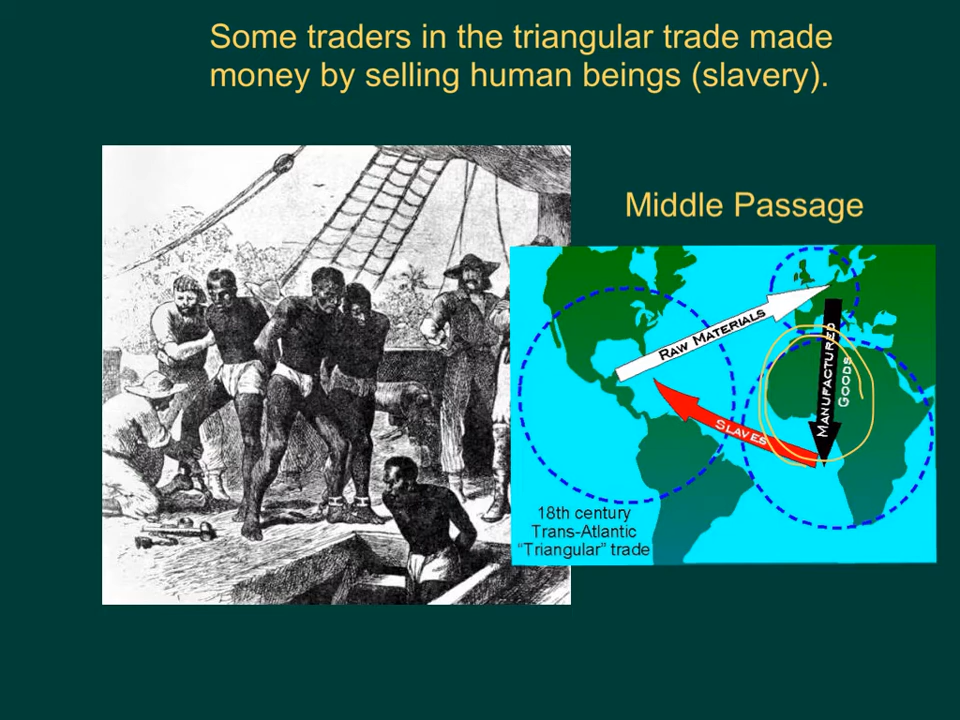 Some traders in the triangular trade made
money by selling human beings (slavery).
Middle Passage
RAW MATERIALS
MANUFACTURED
GOODS
SLAVES
18th century
Trans-Atlantic
"Triangular" trade